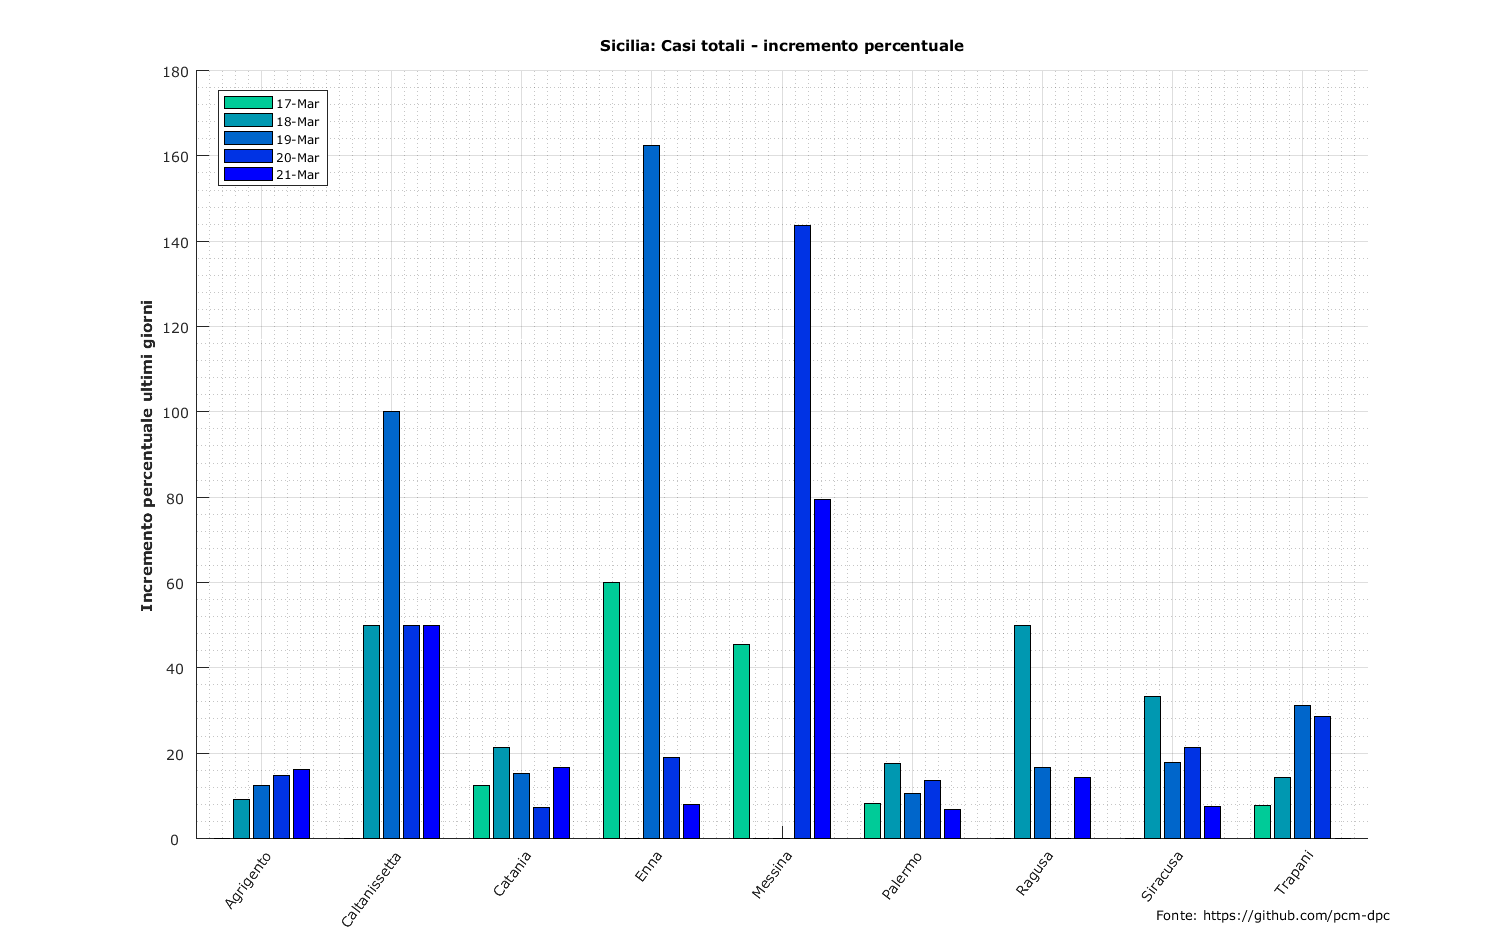 Sicilia: Casi totali - incremento percentuale
180
160
140
120
100
80
60
40
20
0
Incremento percentuale ultimi giorni
17-Mar
18-Mar
19-Mar
20-Mar
21-Mar
Agrigento
Caltanissetta
Catania
Enna
Messina
Palermo
Ragusa
Siracusa
Trapani
Fonte: https://github.com/pcm-dpc